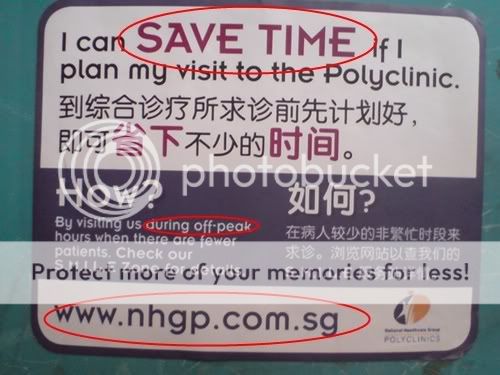 I can SAVE TIME if I
plan my visit to the Polyclinic.
到综合诊疗所求诊前先计划好，
即可省下不少的时间。
photobucket
How?
如何?
By visiting us during off-peak
hours when there are fewer
patients. Check our
S.M.I.L.E Zone for details.
在病人较少的非繁忙时段来
求诊。浏览网站以查我们的
Protect more of your memories for less!
www.nhgp.com.sg
National Healthcare Group
POLYCLINICS